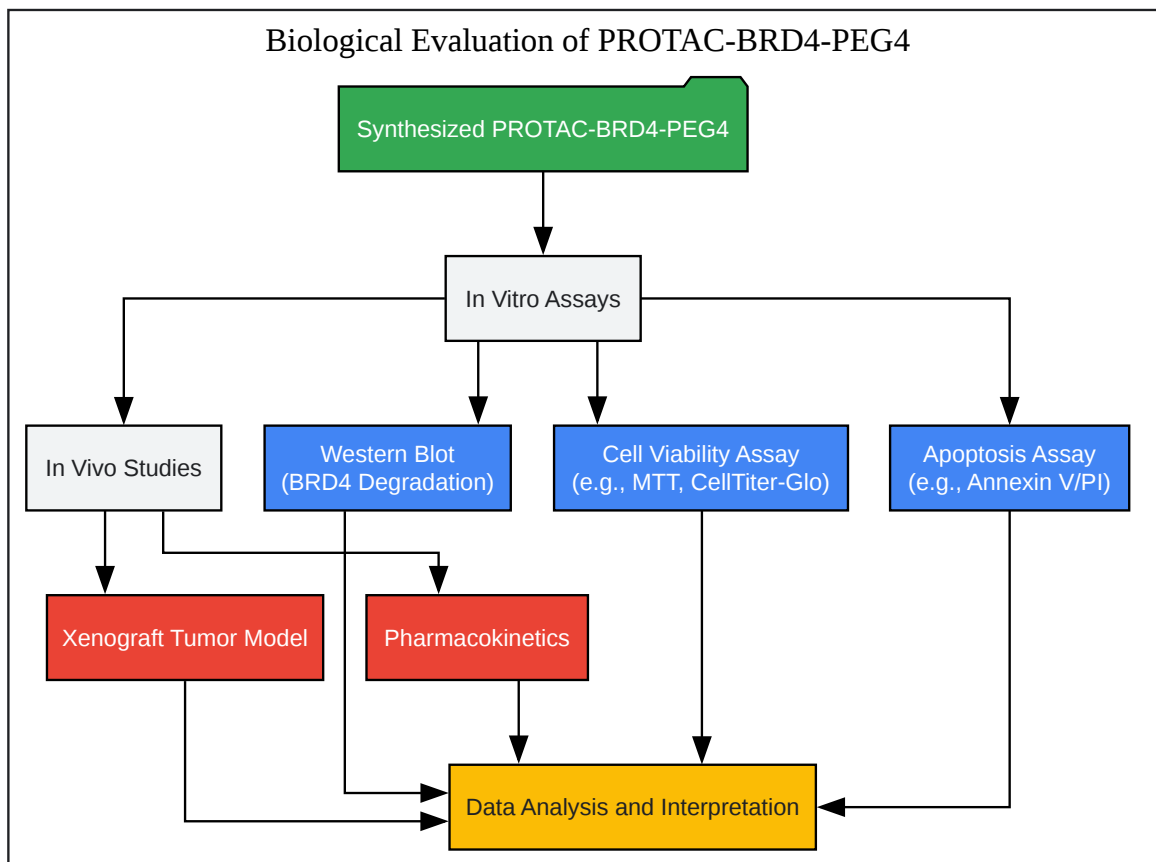 Biological Evaluation of PROTAC-BRD4-PEG4
Synthesized PROTAC-BRD4-PEG4
In Vitro Assays
In Vivo Studies
Western Blot
(BRD4 Degradation)
Cell Viability Assay
(e.g., MTT, CellTiter-Glo)
Apoptosis Assay
(e.g., Annexin V/PI)
Xenograft Tumor Model
Pharmacokinetics
Data Analysis and Interpretation